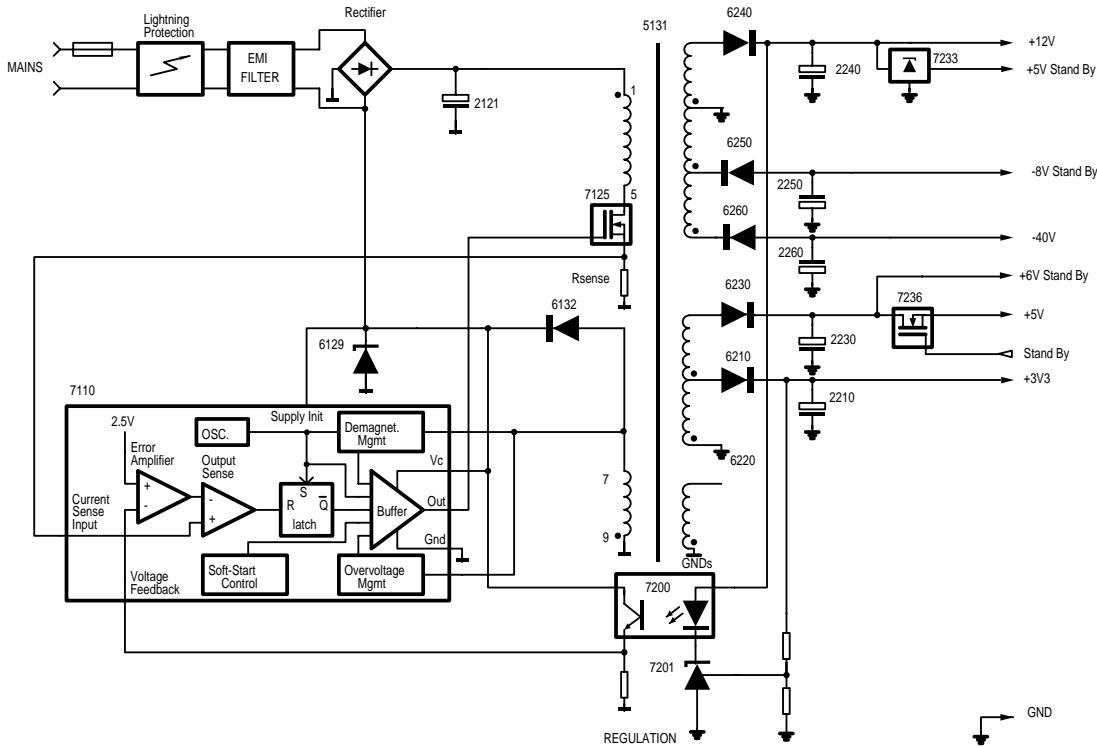 Lightning
Protection
Rectifier
MAINS
EMI
FILTER
2121
5131
1
5
7125
Rsense
6240
+12V
2240
7233
+5V Stand By
6250
-8V Stand By
2250
6260
-40V
2260
+6V Stand By
6230
7236
+5V
2230
Stand By
6210
+3V3
2210
6220
6132
6129
7110
Supply Init
2.5V
OSC.
Demagnet.
Mgmt
Error
Amplifier
Output
Sense
Vc
7
+
-
-
+
S
R
Q
latch
Buffer
Out
Current
Sense
Input
Gnd
9
Soft-Start
Control
Overvoltage
Mgmt
Voltage
Feedback
GNDs
7200
7201
REGULATION
GND